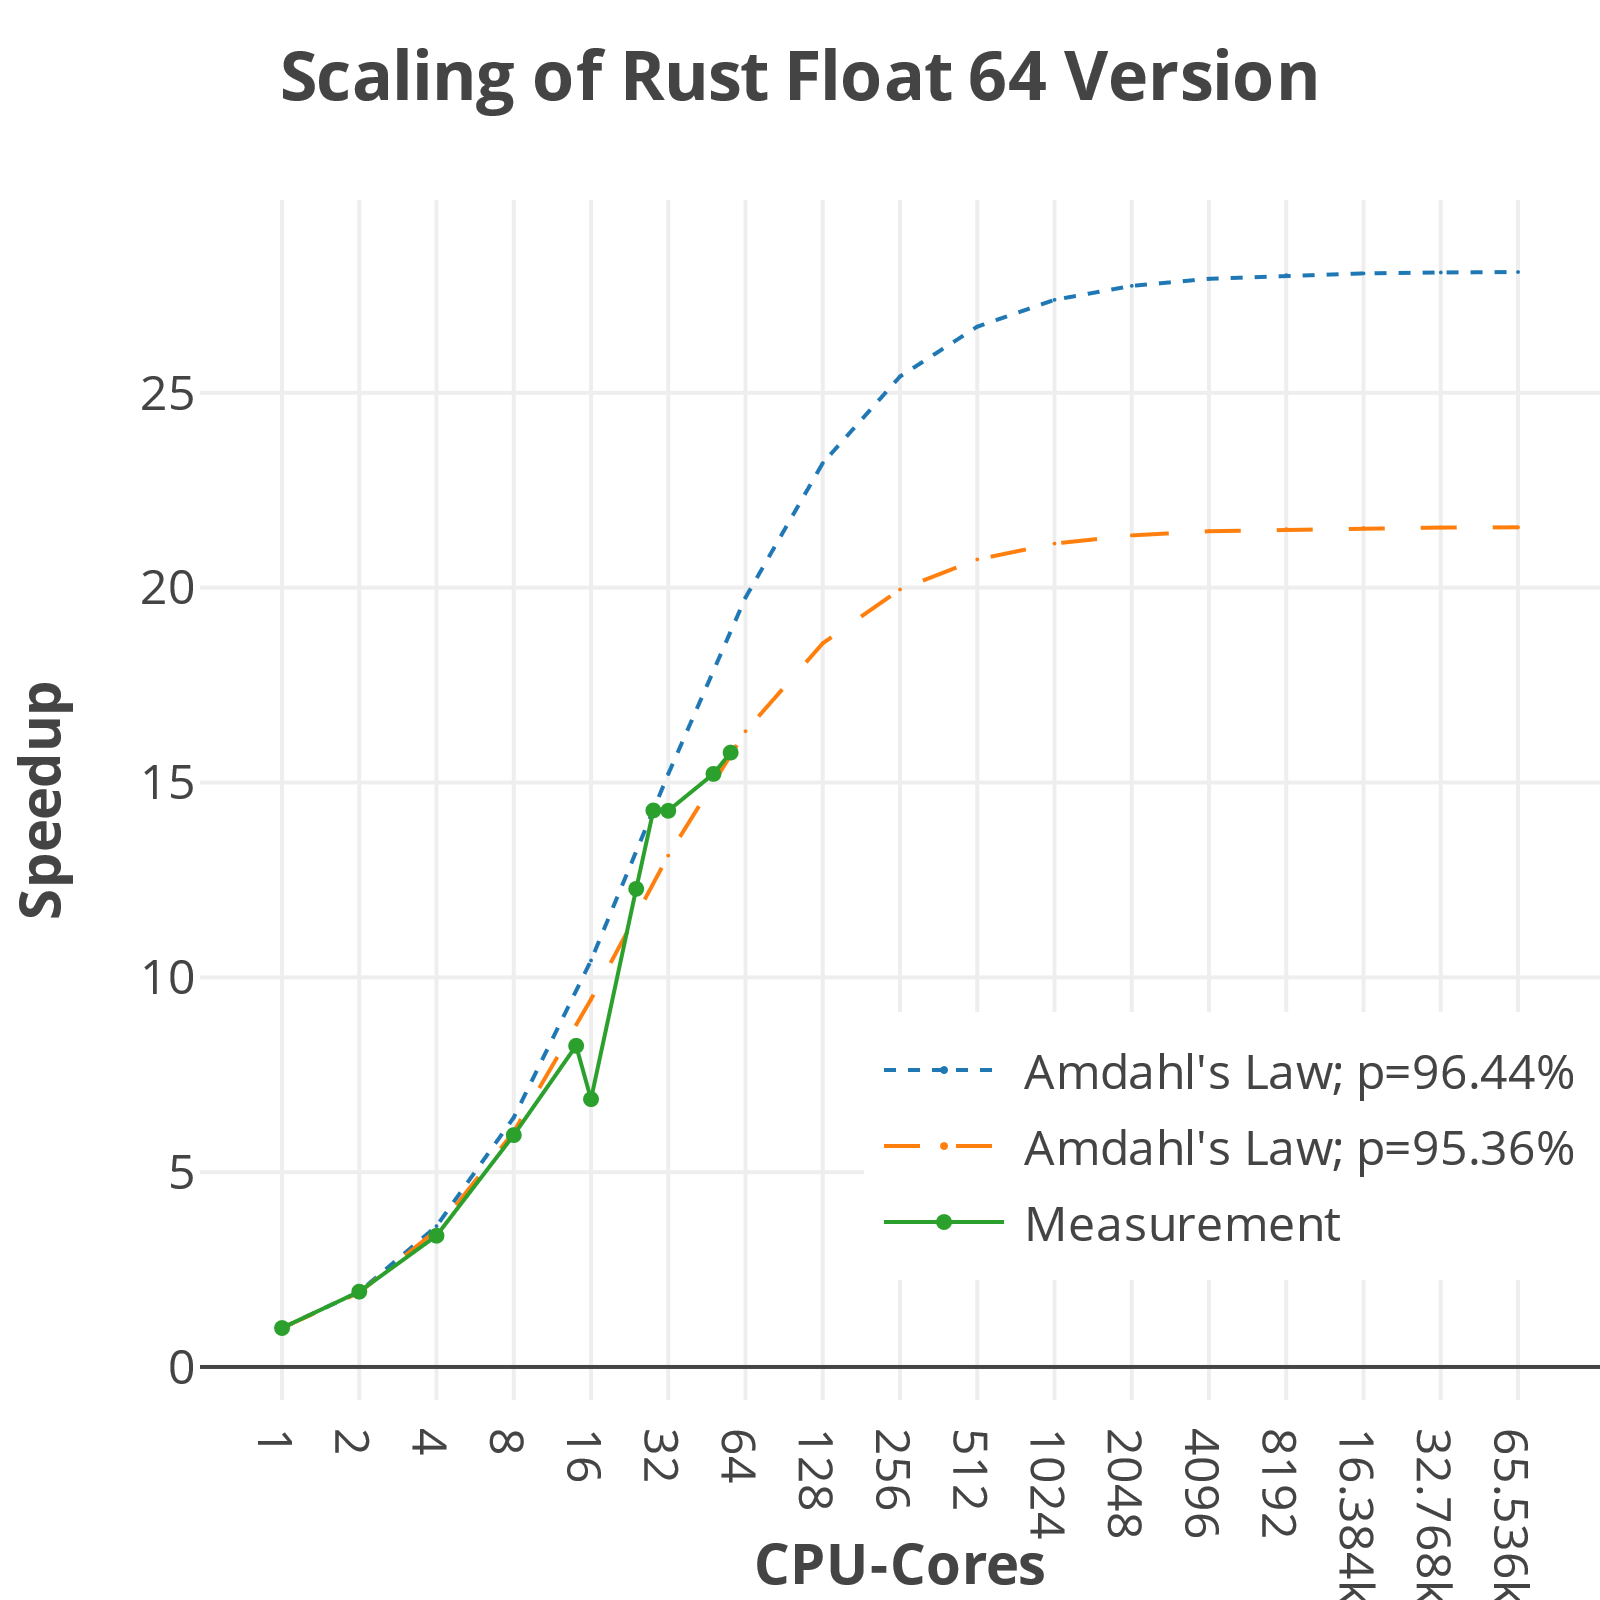 Scaling of Rust Float 64 Version
Speedup
25
20
15
10
5
0
Amdahl's Law; p=96.44%
Amdahl's Law; p=95.36%
Measurement
1
2
4
8
16
32
64
128
256
512
1024
2048
4096
8192
16.384k
32.768k
65.536k
CPU-Cores